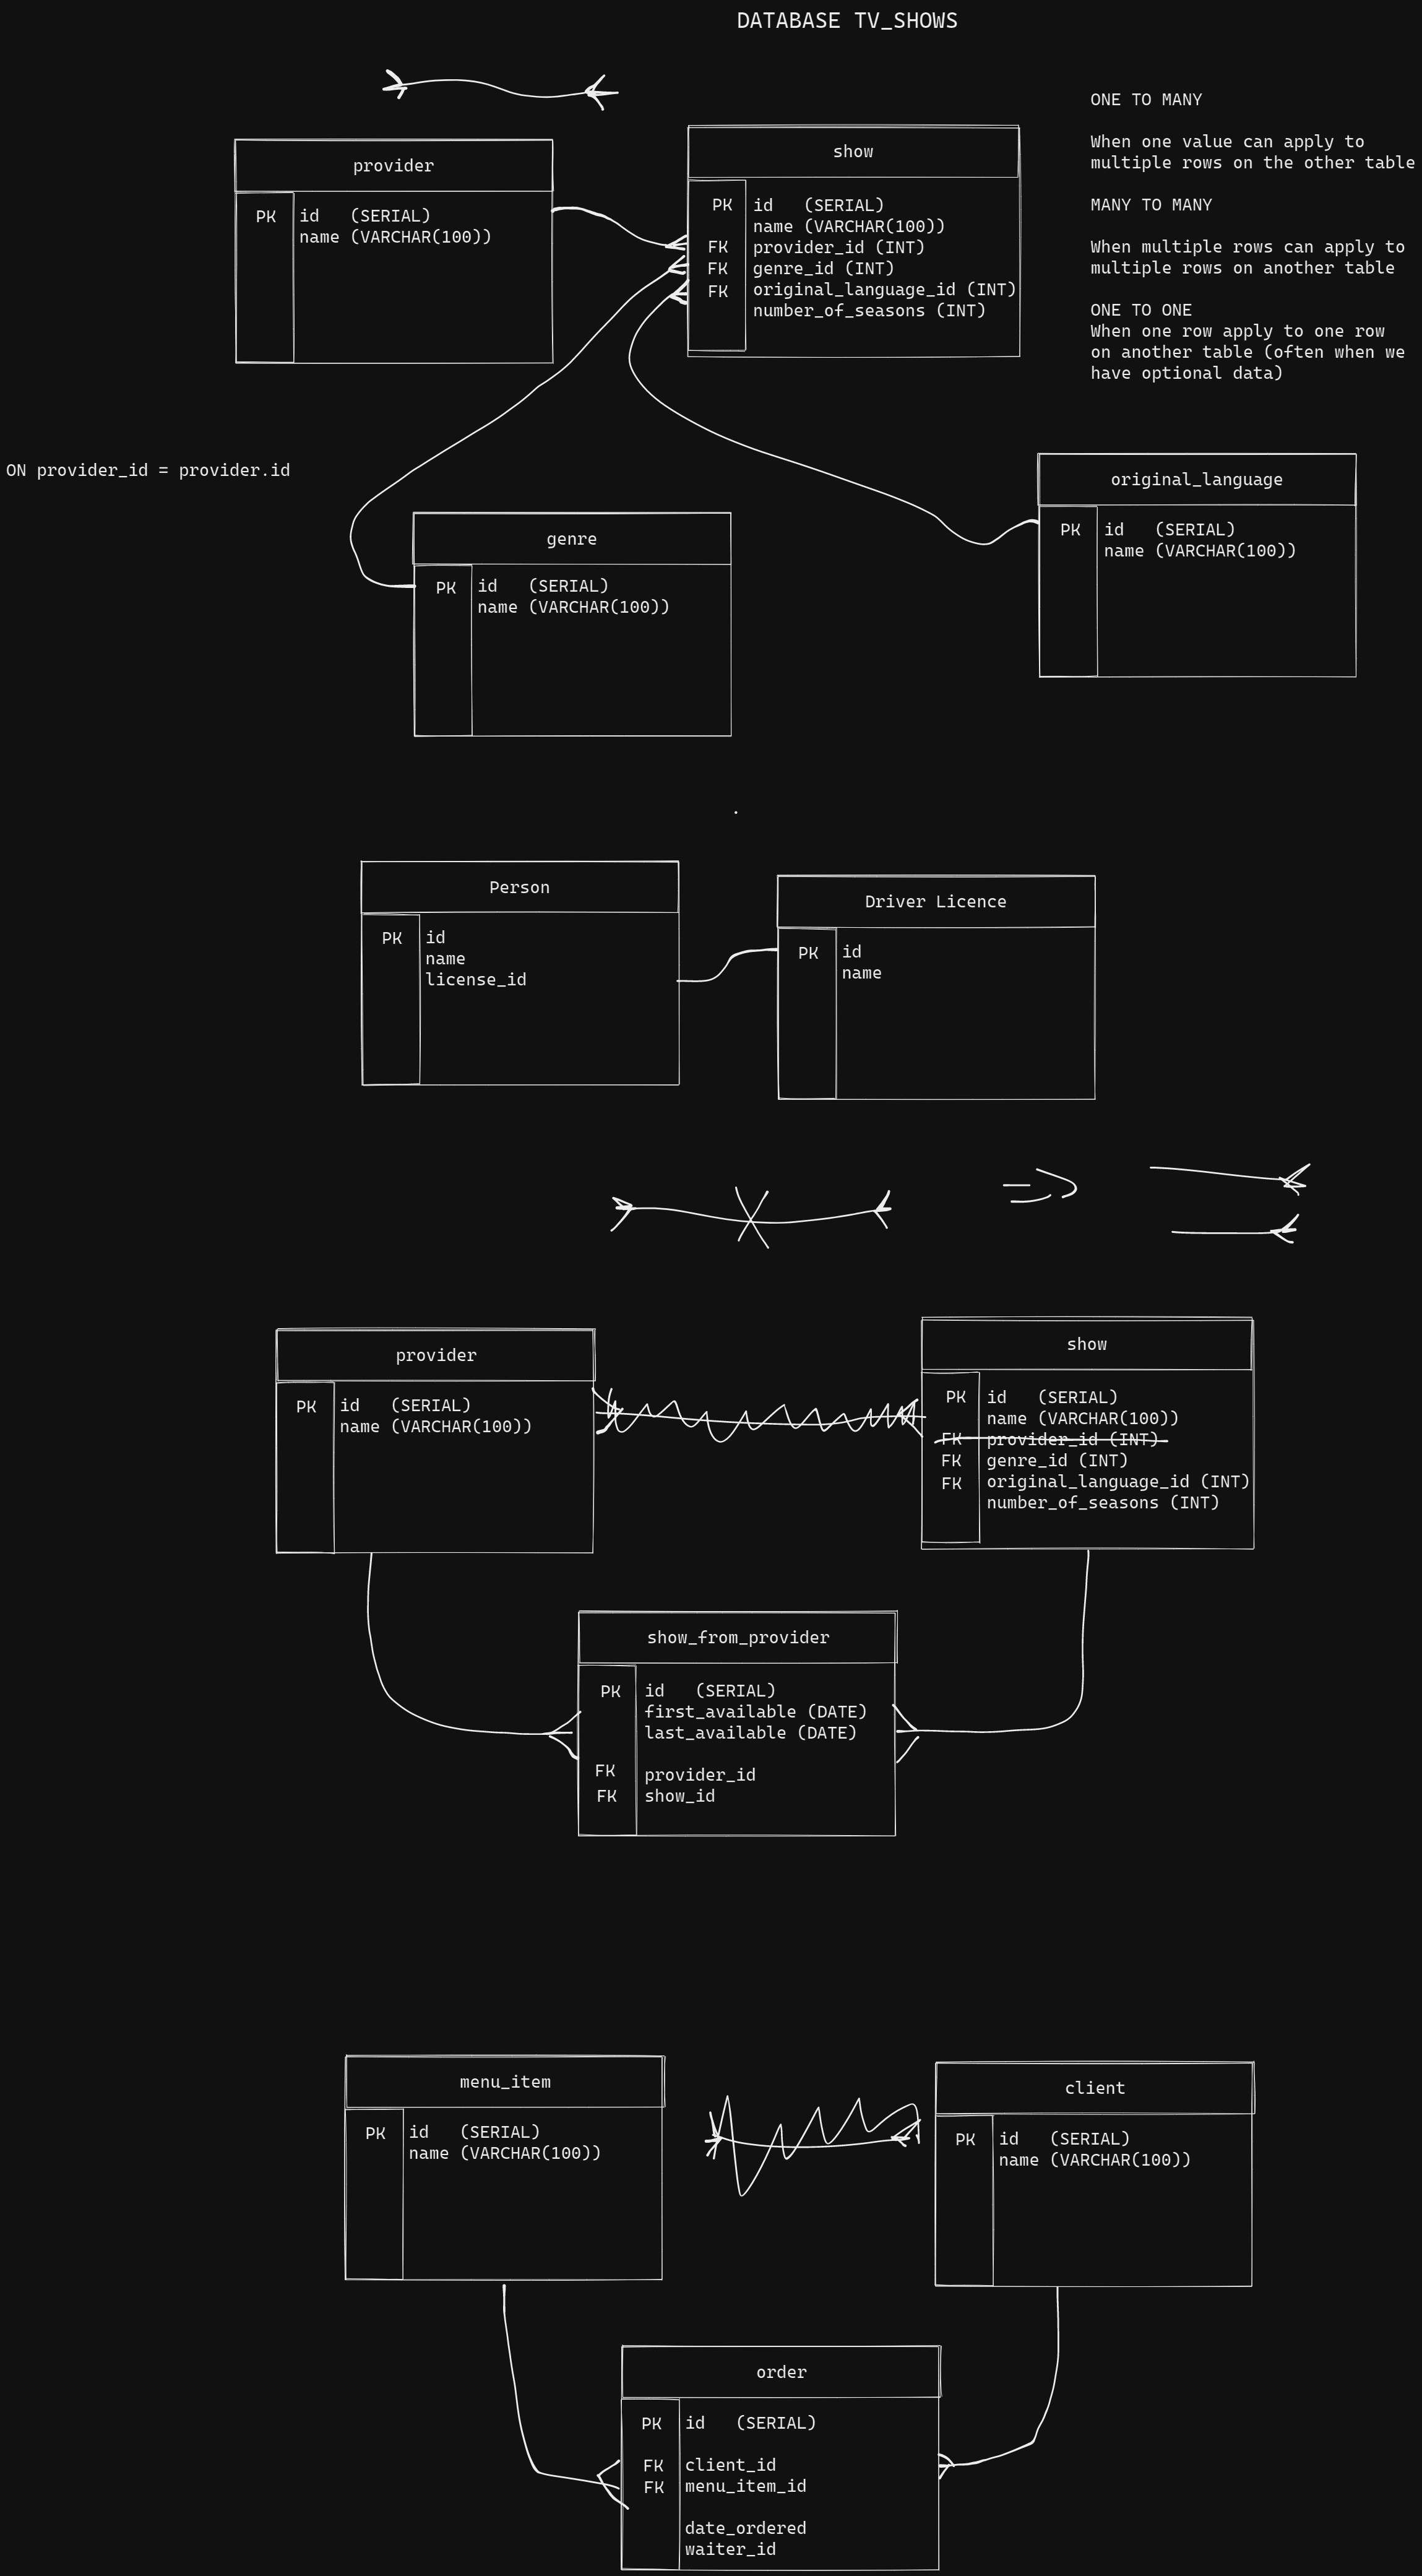 DATABASE TV_SHOWS
provider
PK id (SERIAL)
name (VARCHAR(100))
show
PK id (SERIAL)
name (VARCHAR(100))
FK provider_id (INT)
FK genre_id (INT)
FK original_language_id (INT)
number_of_seasons (INT)
ONE TO MANY
When one value can apply to
multiple rows on the other table
MANY TO MANY
When multiple rows can apply to
multiple rows on another table
ONE TO ONE
When one row apply to one row
on another table (often when we
have optional data)
ON provider_id = provider.id
genre
PK id (SERIAL)
name (VARCHAR(100))
original_language
PK id (SERIAL)
name (VARCHAR(100))
Person
PK id
name
license_id
Driver Licence
PK id
name
provider
PK id (SERIAL)
name (VARCHAR(100))
show
PK id (SERIAL)
name (VARCHAR(100))
FK provider_id (INT)
FK genre_id (INT)
FK original_language_id (INT)
number_of_seasons (INT)
show_from_provider
PK id (SERIAL)
first_available (DATE)
last_available (DATE)
FK provider_id
FK show_id
menu_item
PK id (SERIAL)
name (VARCHAR(100))
client
PK id (SERIAL)
name (VARCHAR(100))
order
PK id (SERIAL)
FK client_id
FK menu_item_id
date_ordered
waiter_id